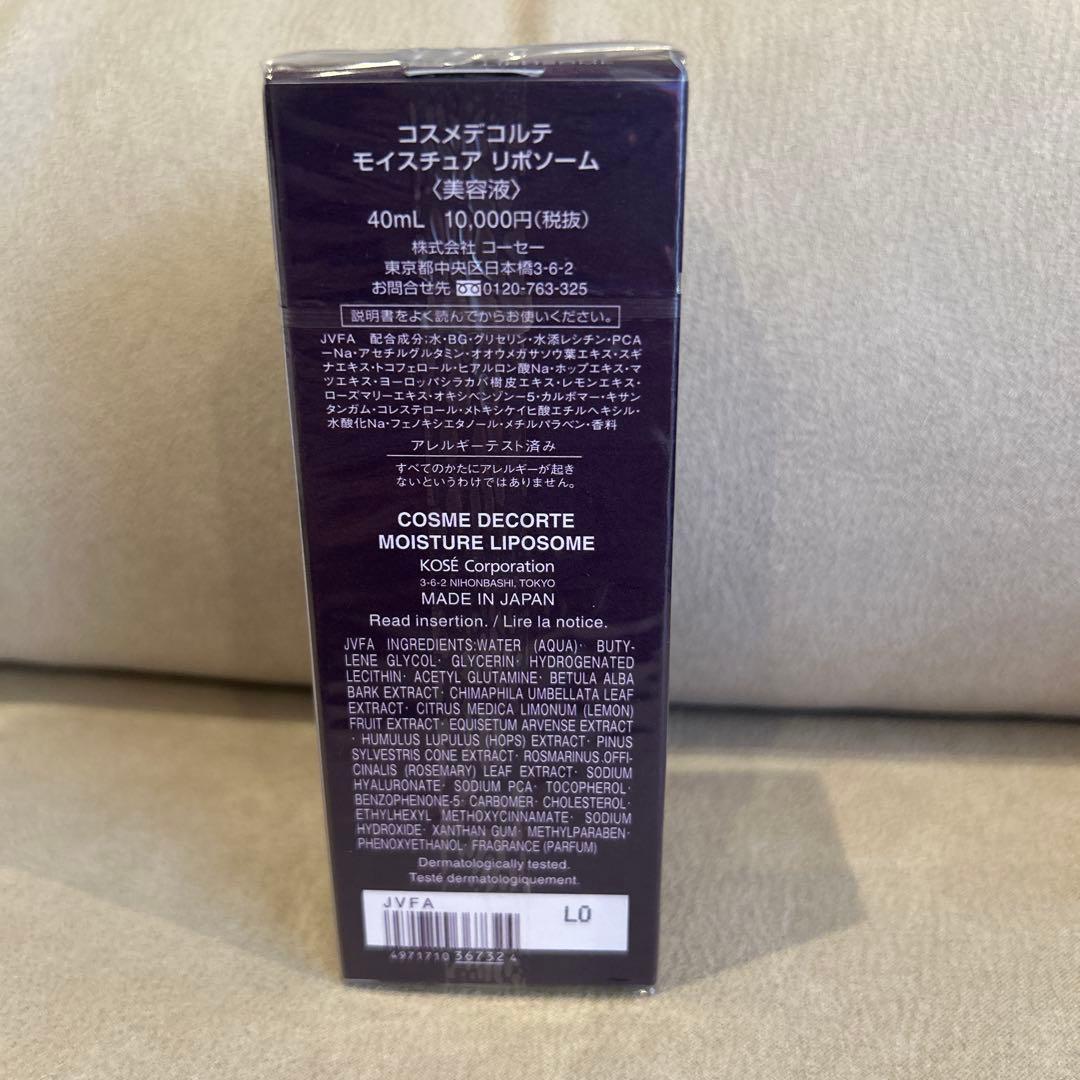 コスメデコルテ
モイスチュア リポソーム
〈美容液〉
40mL 10,000円(税抜)
株式会社 コーセー
東京都中央区日本橋3-6-2
お問合せ先 0120-763-325
説明書をよく読んでからお使いください。
JVFA 配合成分:水・BG・グリセリン・水添レシチン・PCA
ーNa・アセチルグルタミン・オオウメガサソウ葉エキス・スギ
ナエキス・トコフェロール・ヒアルロン酸Na・ホップエキス・マ
ツエキス・ヨーロッパシラカバ樹皮エキス・レモンエキス・
ローズマリーエキス・オキシベンゾン-5・カルボマー・キサン
タンガム・コレステロール・メトキシケイヒ酸エチルヘキシル・
水酸化Na・フェノキシエタノール・メチルパラベン・香料
アレルギーテスト済み
すべてのかたにアレルギーが起き
ないというわけではありません。
COSME DECORTE
MOISTURE LIPOSOME
KOSÉ Corporation
3-6-2 NIHONBASHI, TOKYO
MADE IN JAPAN
Read insertion. / Lire la notice.
JVFA INGREDIENTS:WATER (AQUA)· BUTY-
LENE GLYCOL· GLYCERIN· HYDROGENATED
LECITHIN· ACETYL GLUTAMINE· BETULA ALBA
BARK EXTRACT· CHIMAPHILA UMBELLATA LEAF
EXTRACT· CITRUS MEDICA LIMONUM (LEMON)
FRUIT EXTRACT· EQUISETUM ARVENSE EXTRACT
· HUMULUS LUPULUS (HOPS) EXTRACT· PINUS
SYLVESTRIS CONE EXTRACT· ROSMARINUS OFFI-
CINALIS (ROSEMARY) LEAF EXTRACT· SODIUM
HYALURONATE· SODIUM PCA· TOCOPHEROL·
BENZOPHENONE-5· CARBOMER· CHOLESTEROL·
ETHYLHEXYL METHOXYCINNAMATE· SODIUM
HYDROXIDE· XANTHAN GUM· METHYLPARABEN·
PHENOXYETHANOL· FRAGRANCE (PARFUM)
Dermatologically tested.
Testé dermatologiquement.
JVFA
L0
4971710 367324